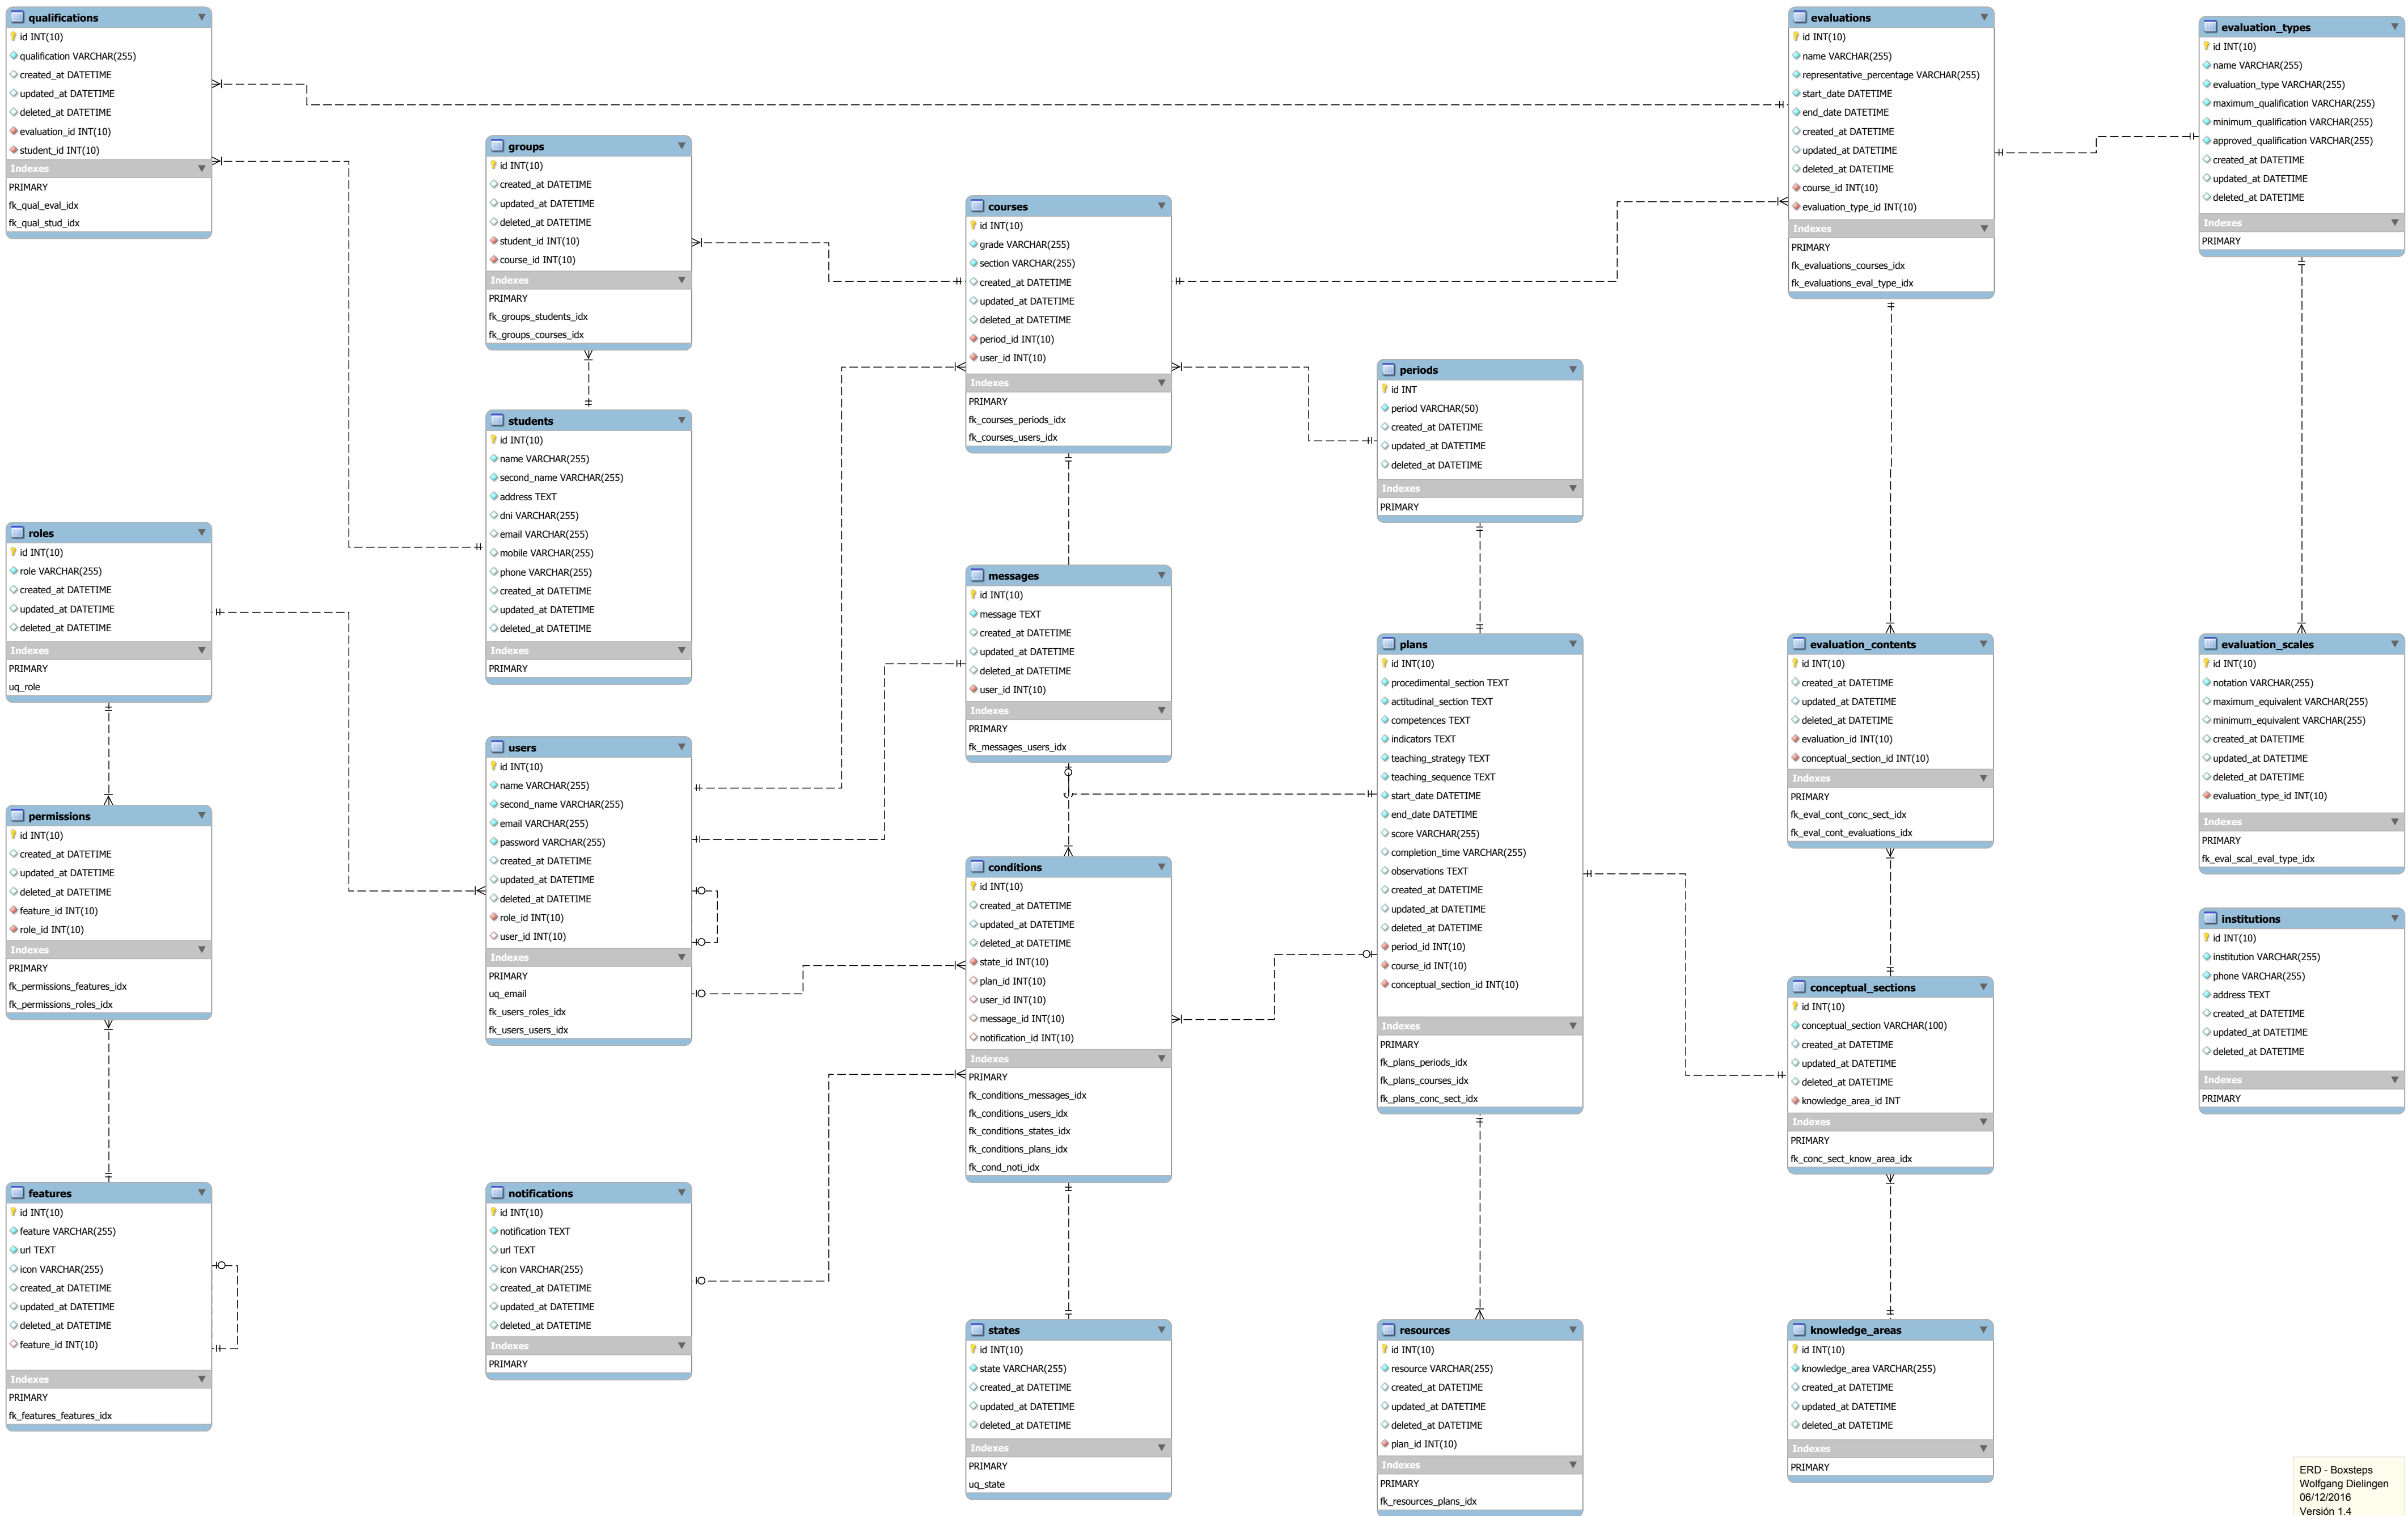 qualifications
id INT(10)
qualification VARCHAR(255)
created_at DATETIME
updated_at DATETIME
deleted_at DATETIME
evaluation_id INT(10)
student_id INT(10)
Indexes
PRIMARY
fk_qual_eval_idx
fk_qual_stud_idx
roles
id INT(10)
role VARCHAR(255)
created_at DATETIME
updated_at DATETIME
deleted_at DATETIME
Indexes
PRIMARY
uq_role
permissions
id INT(10)
created_at DATETIME
updated_at DATETIME
deleted_at DATETIME
feature_id INT(10)
role_id INT(10)
Indexes
PRIMARY
fk_permissions_features_idx
fk_permissions_roles_idx
features
id INT(10)
feature VARCHAR(255)
url TEXT
icon VARCHAR(255)
created_at DATETIME
updated_at DATETIME
deleted_at DATETIME
feature_id INT(10)
Indexes
PRIMARY
fk_features_features_idx
groups
id INT(10)
created_at DATETIME
updated_at DATETIME
deleted_at DATETIME
student_id INT(10)
course_id INT(10)
Indexes
PRIMARY
fk_groups_students_idx
fk_groups_courses_idx
students
id INT(10)
name VARCHAR(255)
second_name VARCHAR(255)
address TEXT
dni VARCHAR(255)
email VARCHAR(255)
mobile VARCHAR(255)
phone VARCHAR(255)
created_at DATETIME
updated_at DATETIME
deleted_at DATETIME
Indexes
PRIMARY
users
id INT(10)
name VARCHAR(255)
second_name VARCHAR(255)
email VARCHAR(255)
password VARCHAR(255)
created_at DATETIME
updated_at DATETIME
deleted_at DATETIME
role_id INT(10)
user_id INT(10)
Indexes
PRIMARY
uq_email
fk_users_roles_idx
fk_users_users_idx
notifications
id INT(10)
notification TEXT
url TEXT
icon VARCHAR(255)
created_at DATETIME
updated_at DATETIME
deleted_at DATETIME
Indexes
PRIMARY
courses
id INT(10)
grade VARCHAR(255)
section VARCHAR(255)
created_at DATETIME
updated_at DATETIME
deleted_at DATETIME
period_id INT(10)
user_id INT(10)
Indexes
PRIMARY
fk_courses_periods_idx
fk_courses_users_idx
messages
id INT(10)
message TEXT
created_at DATETIME
updated_at DATETIME
deleted_at DATETIME
user_id INT(10)
Indexes
PRIMARY
fk_messages_users_idx
conditions
id INT(10)
created_at DATETIME
updated_at DATETIME
deleted_at DATETIME
state_id INT(10)
plan_id INT(10)
user_id INT(10)
message_id INT(10)
notification_id INT(10)
Indexes
PRIMARY
fk_conditions_messages_idx
fk_conditions_users_idx
fk_conditions_states_idx
fk_conditions_plans_idx
fk_cond_noti_idx
states
id INT(10)
state VARCHAR(255)
created_at DATETIME
updated_at DATETIME
deleted_at DATETIME
Indexes
PRIMARY
uq_state
periods
id INT
period VARCHAR(50)
created_at DATETIME
updated_at DATETIME
deleted_at DATETIME
Indexes
PRIMARY
plans
id INT(10)
procedimental_section TEXT
actitudinal_section TEXT
competences TEXT
indicators TEXT
teaching_strategy TEXT
teaching_sequence TEXT
start_date DATETIME
end_date DATETIME
score VARCHAR(255)
completion_time VARCHAR(255)
observations TEXT
created_at DATETIME
updated_at DATETIME
deleted_at DATETIME
period_id INT(10)
course_id INT(10)
conceptual_section_id INT(10)
Indexes
PRIMARY
fk_plans_periods_idx
fk_plans_courses_idx
fk_plans_conc_sect_idx
resources
id INT(10)
resource VARCHAR(255)
created_at DATETIME
updated_at DATETIME
deleted_at DATETIME
plan_id INT(10)
Indexes
PRIMARY
fk_resources_plans_idx
evaluations
id INT(10)
name VARCHAR(255)
representative_percentage VARCHAR(255)
start_date DATETIME
end_date DATETIME
created_at DATETIME
updated_at DATETIME
deleted_at DATETIME
course_id INT(10)
evaluation_type_id INT(10)
Indexes
PRIMARY
fk_evaluations_courses_idx
fk_evaluations_eval_type_idx
evaluation_contents
id INT(10)
created_at DATETIME
updated_at DATETIME
deleted_at DATETIME
evaluation_id INT(10)
conceptual_section_id INT(10)
Indexes
PRIMARY
fk_eval_cont_conc_sect_idx
fk_eval_cont_evaluations_idx
conceptual_sections
id INT(10)
conceptual_section VARCHAR(100)
created_at DATETIME
updated_at DATETIME
deleted_at DATETIME
knowledge_area_id INT
Indexes
PRIMARY
fk_conc_sect_know_area_idx
knowledge_areas
id INT(10)
knowledge_area VARCHAR(255)
created_at DATETIME
updated_at DATETIME
deleted_at DATETIME
Indexes
PRIMARY
evaluation_types
id INT(10)
name VARCHAR(255)
evaluation_type VARCHAR(255)
maximum_qualification VARCHAR(255)
minimum_qualification VARCHAR(255)
approved_qualification VARCHAR(255)
created_at DATETIME
updated_at DATETIME
deleted_at DATETIME
Indexes
PRIMARY
evaluation_scales
id INT(10)
notation VARCHAR(255)
maximum_equivalent VARCHAR(255)
minimum_equivalent VARCHAR(255)
created_at DATETIME
updated_at DATETIME
deleted_at DATETIME
evaluation_type_id INT(10)
Indexes
PRIMARY
fk_eval_scal_eval_type_idx
institutions
id INT(10)
institution VARCHAR(255)
phone VARCHAR(255)
address TEXT
created_at DATETIME
updated_at DATETIME
deleted_at DATETIME
Indexes
PRIMARY
ERD - Boxsteps
Wolfgang Dielingen
06/12/2016
Versión 1.4